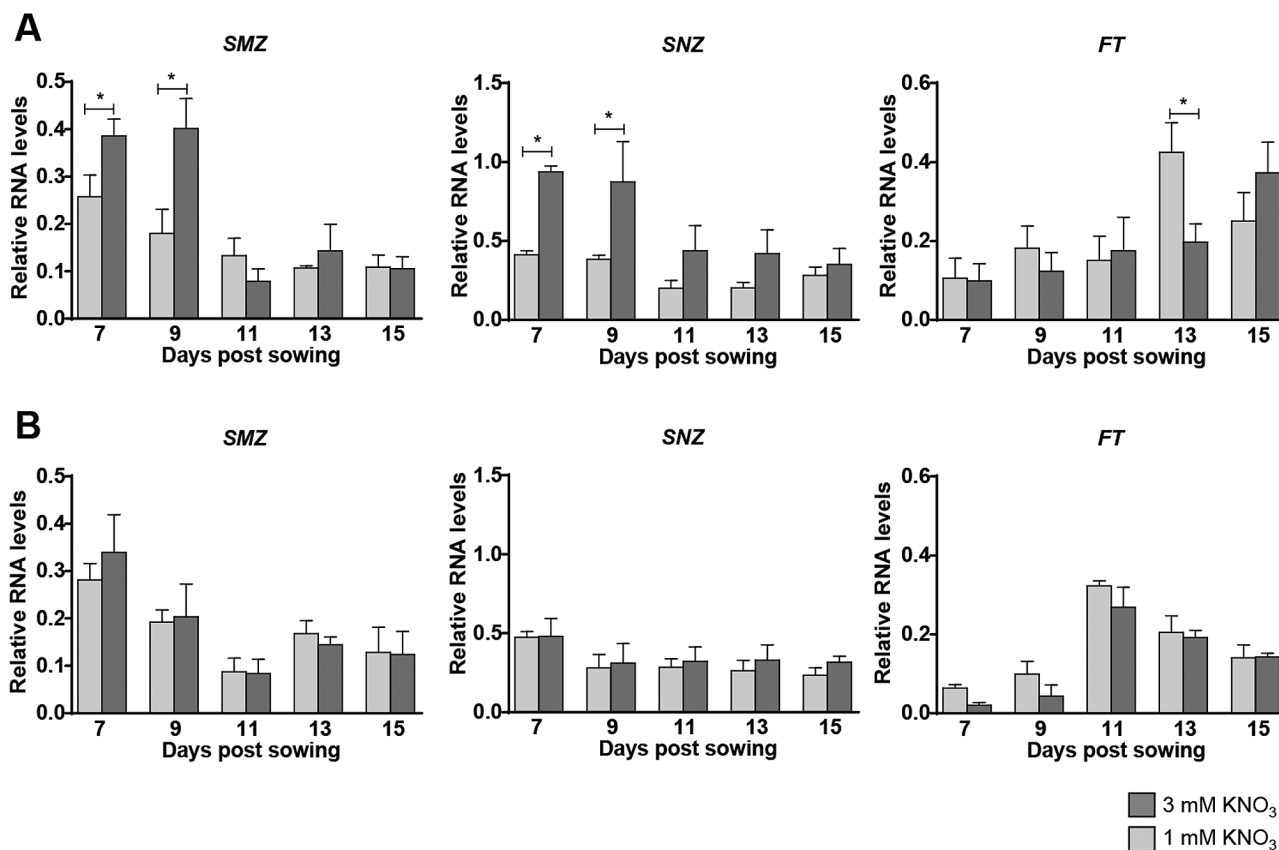 A
SMZ
SNZ
FT
Relative RNA levels
0.5
0.4
0.3
0.2
0.1
0.0
* *
7 9 11 13 15
Days post sowing
Relative RNA levels
1.5
1.0
0.5
0.0
* *
7 9 11 13 15
Days post sowing
Relative RNA levels
0.6
0.4
0.2
0.0
*
7 9 11 13 15
Days post sowing
B
SMZ
SNZ
FT
Relative RNA levels
0.5
0.4
0.3
0.2
0.1
0.0
7 9 11 13 15
Days post sowing
Relative RNA levels
1.5
1.0
0.5
0.0
7 9 11 13 15
Days post sowing
Relative RNA levels
0.6
0.4
0.2
0.0
7 9 11 13 15
Days post sowing
3 mM KNO₃
1 mM KNO₃